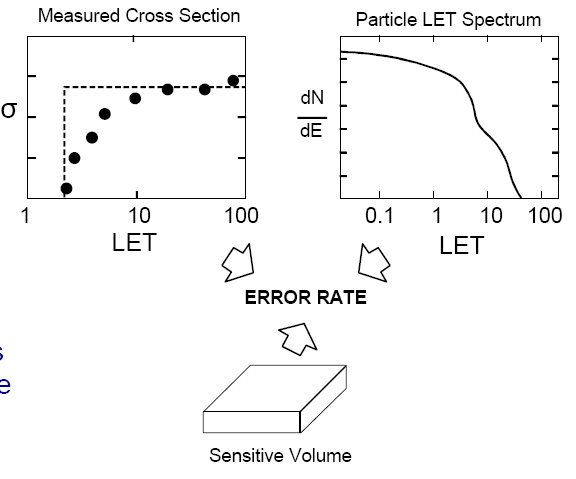 Measured Cross Section
σ
1 10 100
LET
Particle LET Spectrum
dN
dE
0.1 1 10 100
LET
ERROR RATE
s
e
Sensitive Volume